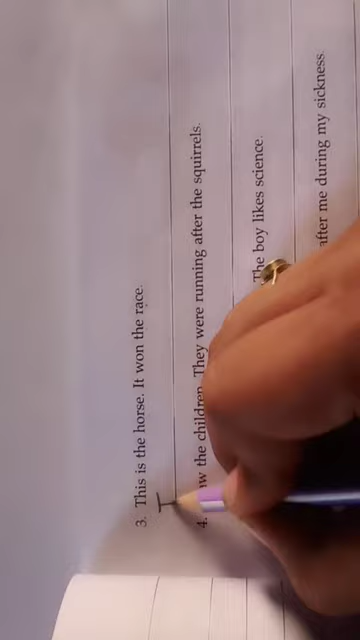 3. This is the horse. It won the race.
T
4. w the children. They were running after the squirrels.
The boy likes science.
after me during my sickness.